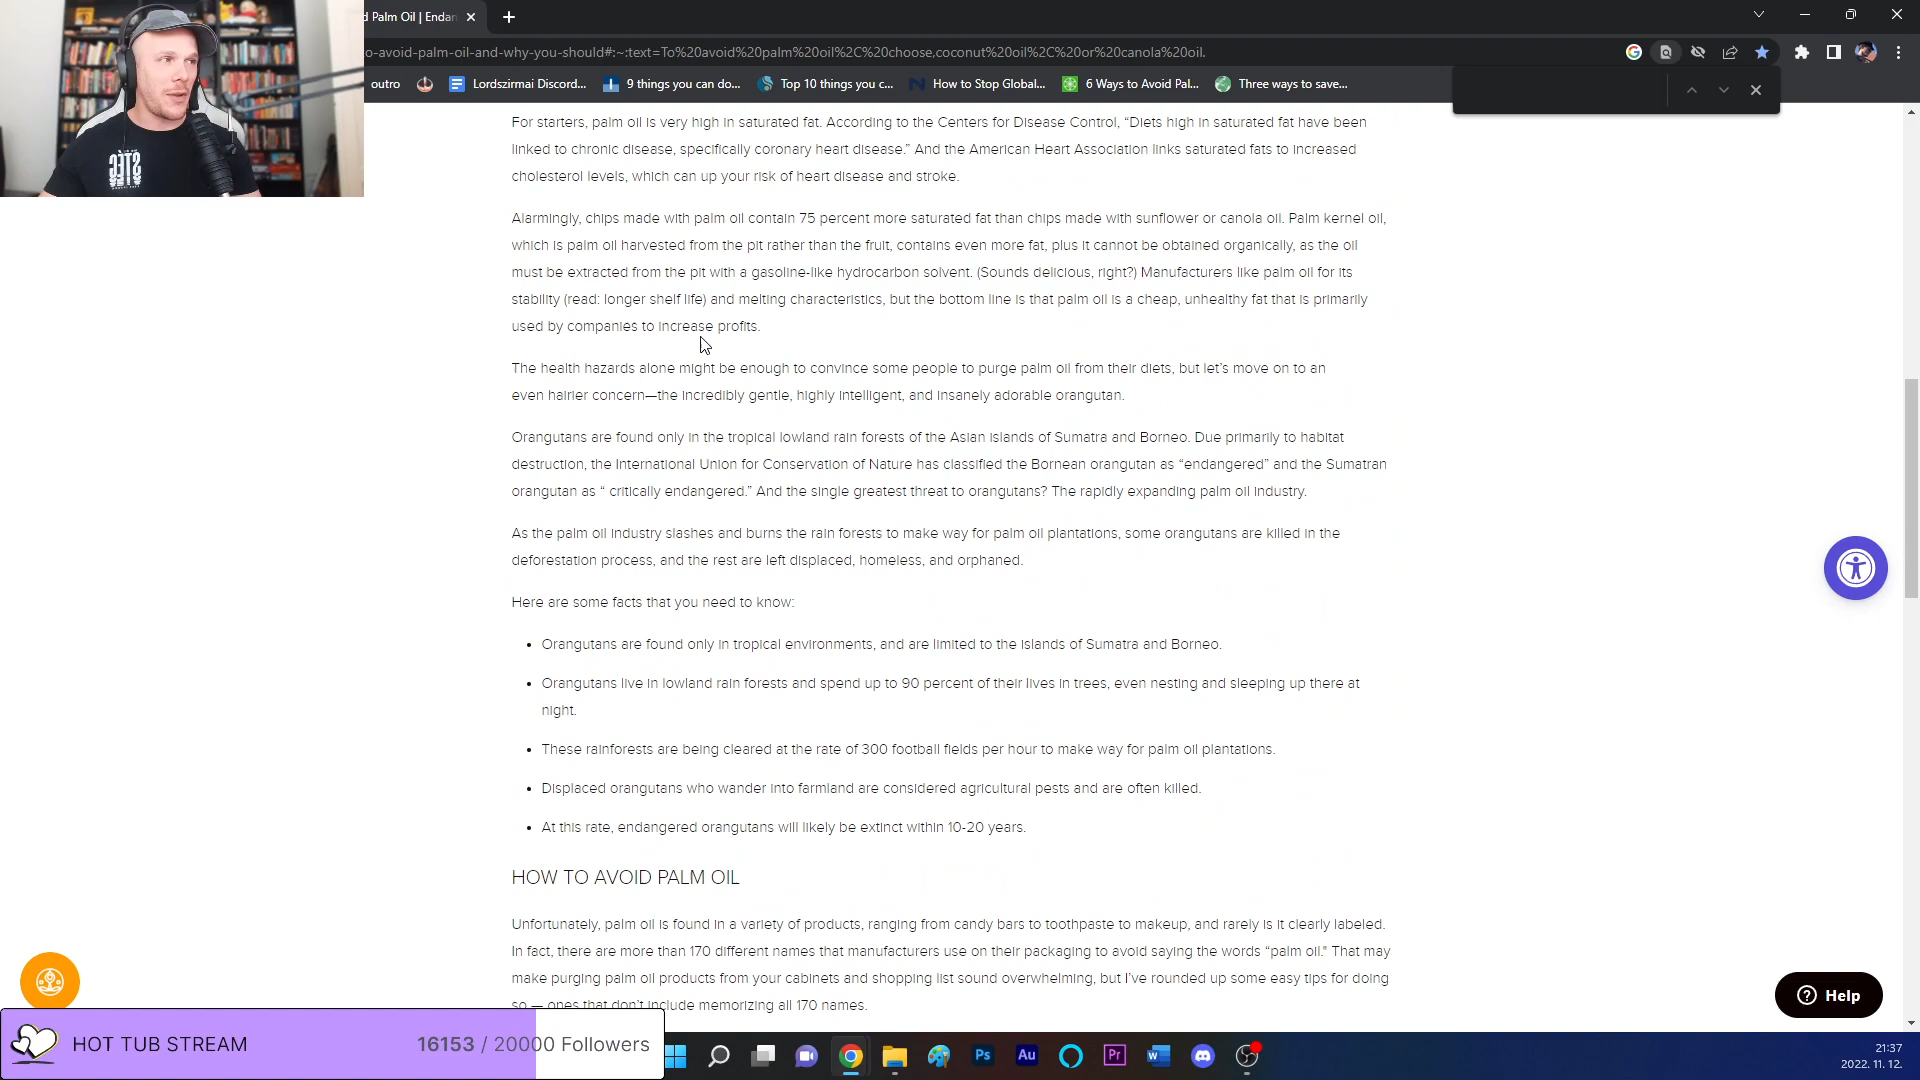 d Palm Oil | Endan
o-avoid-palm-oil-and-why-you-should#:~:text=To%20avoid%20palm%20oil%2C%20choose,coconut%20oil%2C%20or%20canola%20oil.
outro
Lordszirmai Discord...
9 things you can do...
Top 10 things you c...
How to Stop Global...
6 Ways to Avoid Pal...
Three ways to save...
For starters, palm oil is very high in saturated fat. According to the Centers for Disease Control, “Diets high in saturated fat have been
linked to chronic disease, specifically coronary heart disease.” And the American Heart Association links saturated fats to increased
cholesterol levels, which can up your risk of heart disease and stroke.
Alarmingly, chips made with palm oil contain 75 percent more saturated fat than chips made with sunflower or canola oil. Palm kernel oil,
which is palm oil harvested from the pit rather than the fruit, contains even more fat, plus it cannot be obtained organically, as the oil
must be extracted from the pit with a gasoline-like hydrocarbon solvent. (Sounds delicious, right?) Manufacturers like palm oil for its
stability (read: longer shelf life) and melting characteristics, but the bottom line is that palm oil is a cheap, unhealthy fat that is primarily
used by companies to increase profits.
The health hazards alone might be enough to convince some people to purge palm oil from their diets, but let’s move on to an
even hairier concern—the incredibly gentle, highly intelligent, and insanely adorable orangutan.
Orangutans are found only in the tropical lowland rain forests of the Asian islands of Sumatra and Borneo. Due primarily to habitat
destruction, the International Union for Conservation of Nature has classified the Bornean orangutan as “endangered” and the Sumatran
orangutan as “ critically endangered.” And the single greatest threat to orangutans? The rapidly expanding palm oil industry.
As the palm oil industry slashes and burns the rain forests to make way for palm oil plantations, some orangutans are killed in the
deforestation process, and the rest are left displaced, homeless, and orphaned.
Here are some facts that you need to know:
• Orangutans are found only in tropical environments, and are limited to the islands of Sumatra and Borneo.
• Orangutans live in lowland rain forests and spend up to 90 percent of their lives in trees, even nesting and sleeping up there at
night.
• These rainforests are being cleared at the rate of 300 football fields per hour to make way for palm oil plantations.
• Displaced orangutans who wander into farmland are considered agricultural pests and are often killed.
• At this rate, endangered orangutans will likely be extinct within 10-20 years.
HOW TO AVOID PALM OIL
Unfortunately, palm oil is found in a variety of products, ranging from candy bars to toothpaste to makeup, and rarely is it clearly labeled.
In fact, there are more than 170 different names that manufacturers use on their packaging to avoid saying the words “palm oil." That may
make purging palm oil products from your cabinets and shopping list sound overwhelming, but I’ve rounded up some easy tips for doing
so — ones that don’t include memorizing all 170 names.
Help
HOT TUB STREAM
16153 / 20000 Followers
Ps
Au
Pr
W
21:37
2022. 11. 12.